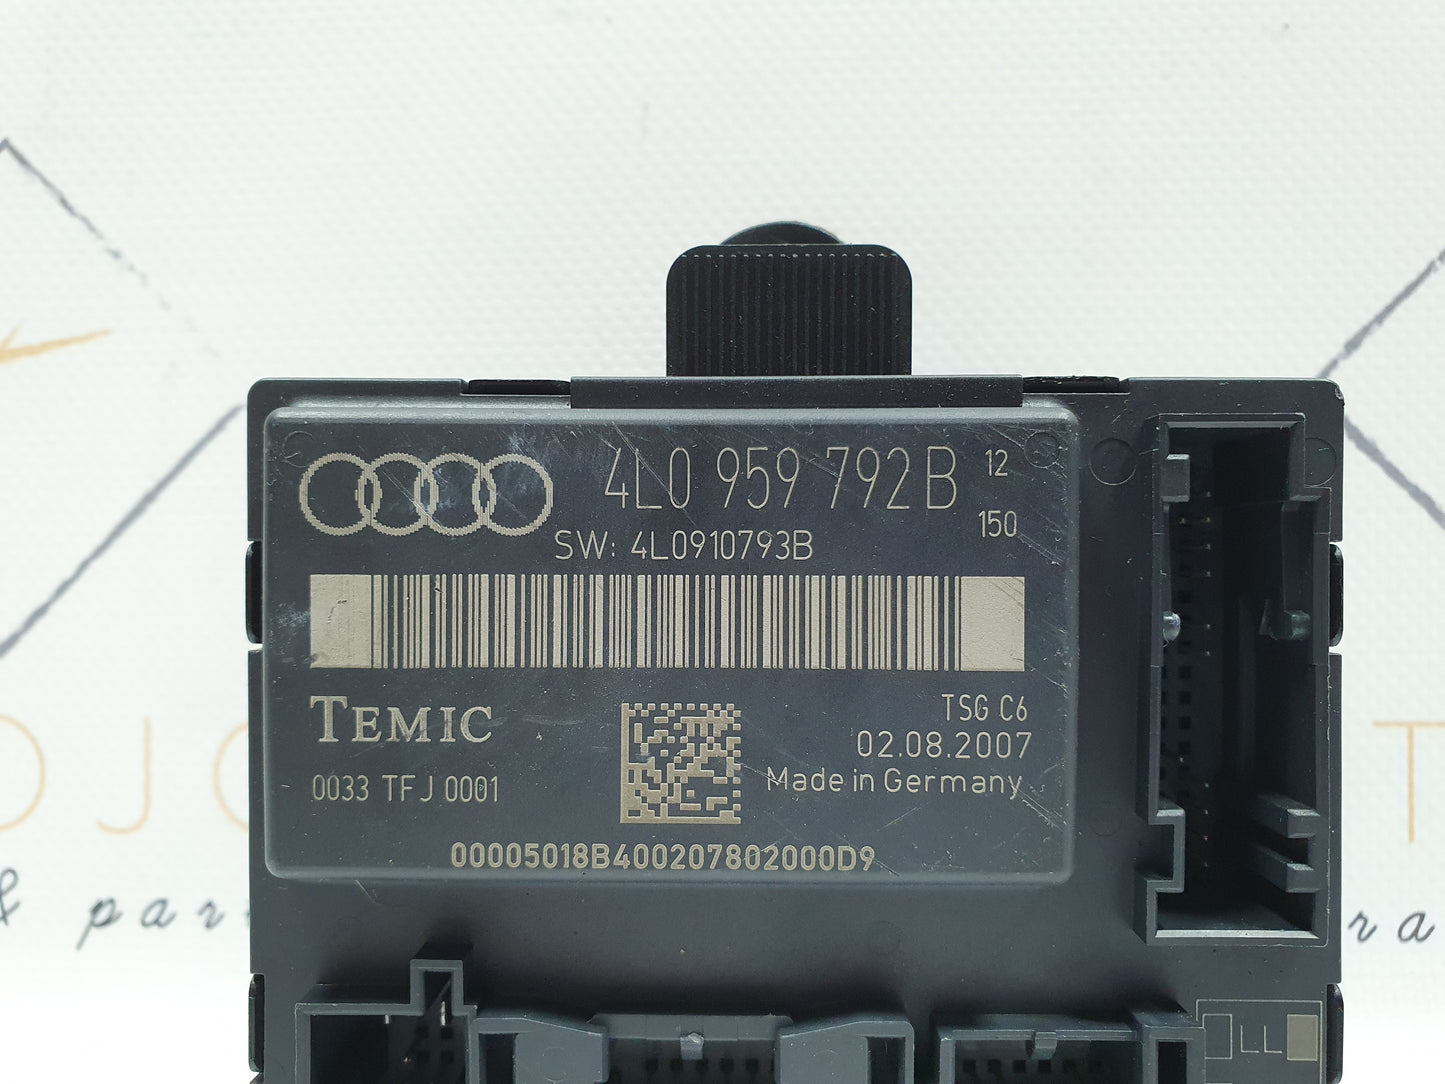 4L0 959 792B 12
150
SW: 4L0910793B
TEMIC
TSG C6
02.08.2007
Made in Germany
0033 TFJ 0001
00005018B400207802000D9